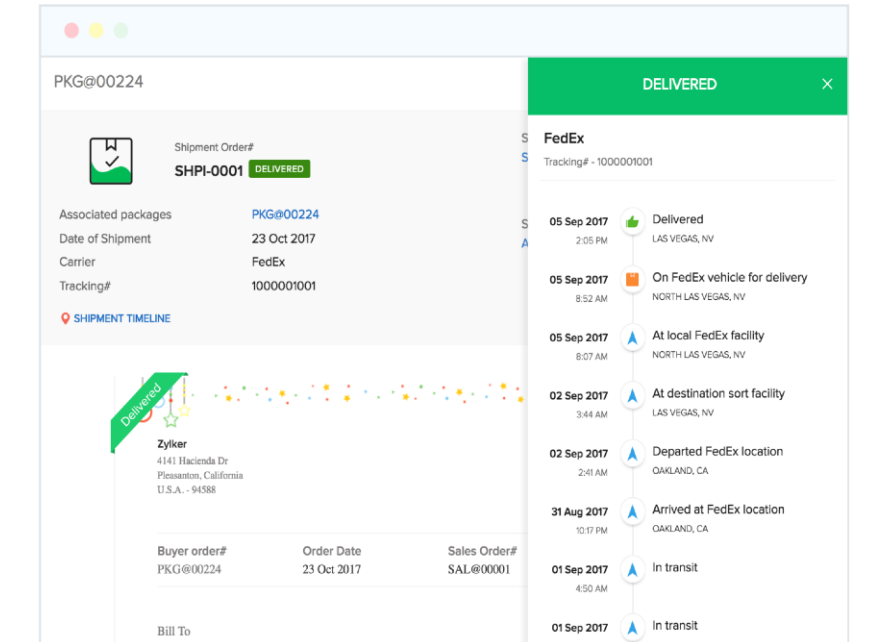 PKG@00224
Shipment Order#
SHPI-0001 DELIVERED
Associated packages PKG@00224
Date of Shipment 23 Oct 2017
Carrier FedEx
Tracking# 1000001001
SHIPMENT TIMELINE
S
S
S
A
Delivered
Zylker
4141 Hacienda Dr
Pleasanton, California
U.S.A. - 94588
Buyer order# Order Date Sales Order#
PKG@00224 23 Oct 2017 SAL@00001
Bill To
DELIVERED
FedEx
Tracking# - 1000001001
05 Sep 2017 Delivered
2:05 PM LAS VEGAS, NV
05 Sep 2017 On FedEx vehicle for delivery
8:52 AM NORTH LAS VEGAS, NV
05 Sep 2017 At local FedEx facility
8:07 AM NORTH LAS VEGAS, NV
02 Sep 2017 At destination sort facility
3:44 AM LAS VEGAS, NV
02 Sep 2017 Departed FedEx location
2:41 AM OAKLAND, CA
31 Aug 2017 Arrived at FedEx location
10:17 PM OAKLAND, CA
01 Sep 2017 In transit
4:50 AM
01 Sep 2017 In transit